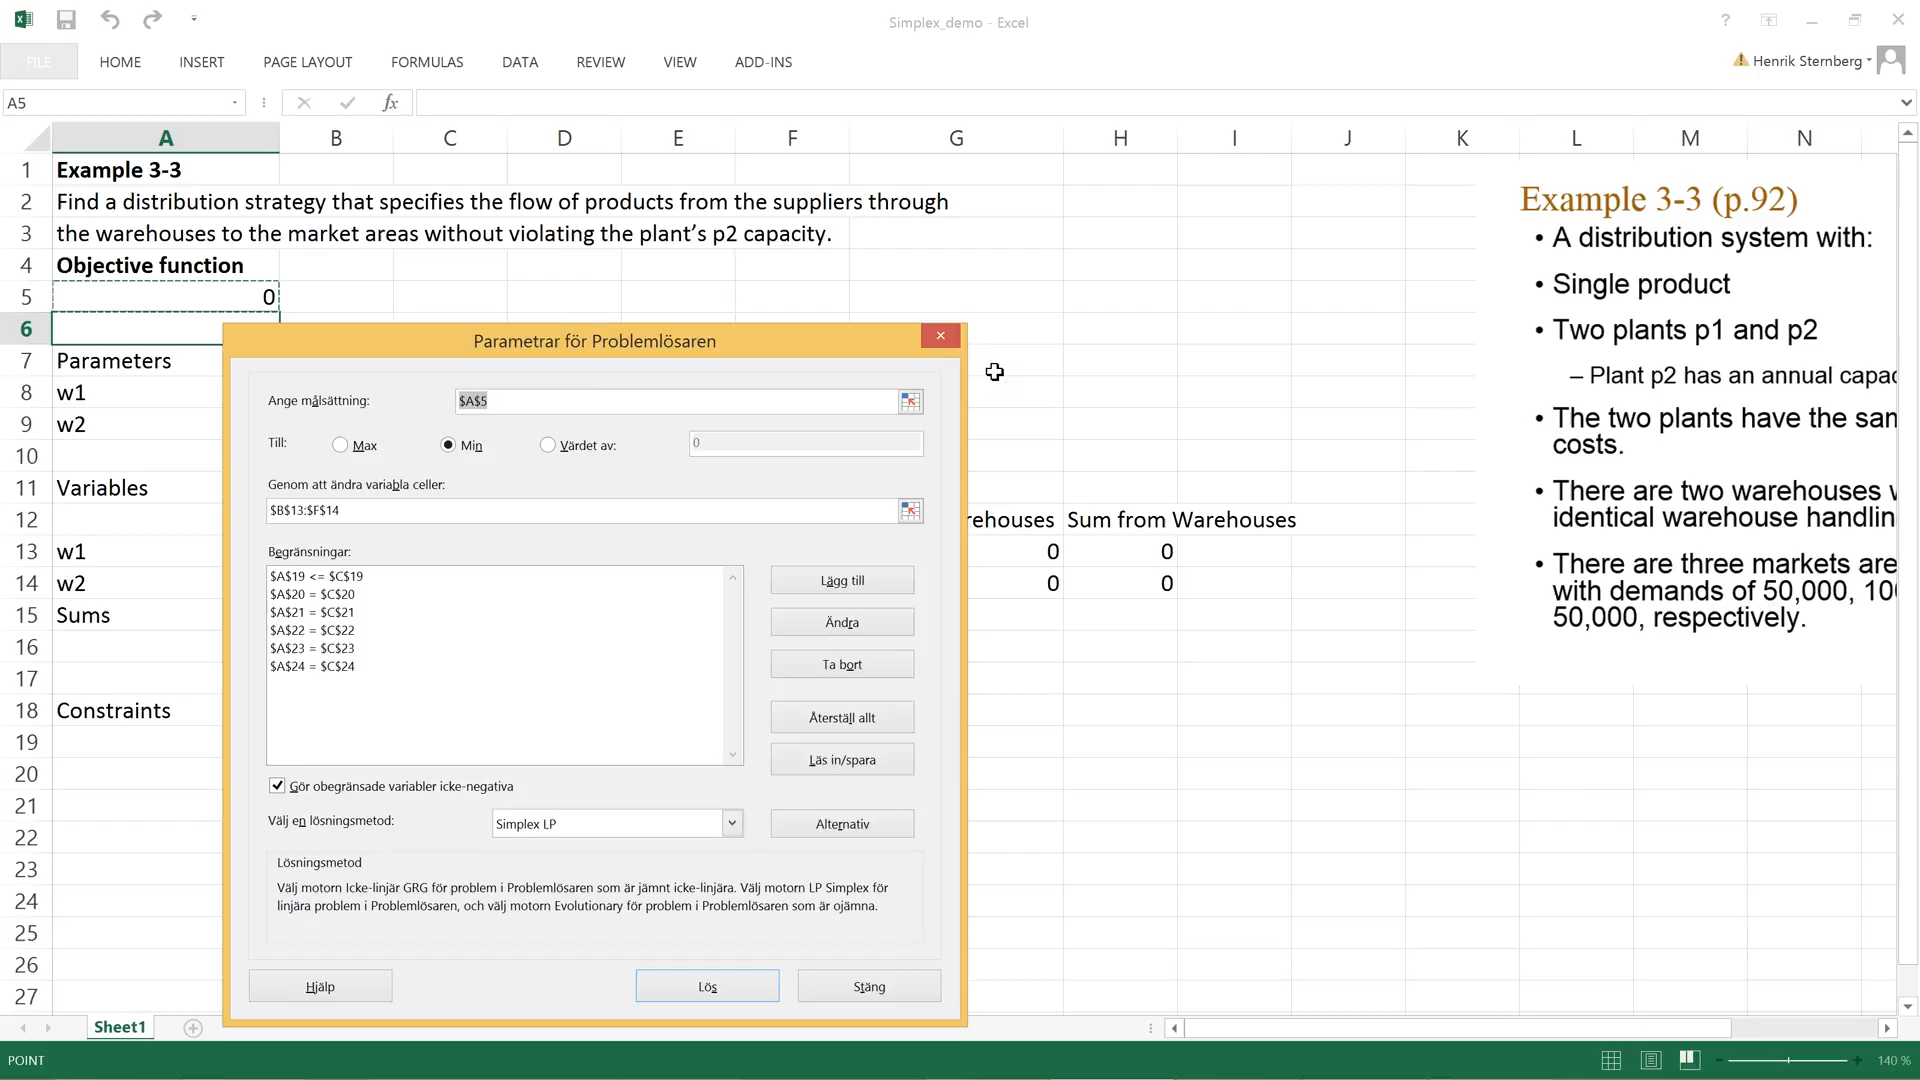 Simplex_demo - Excel
?
FILE HOME INSERT PAGE LAYOUT FORMULAS DATA REVIEW VIEW ADD-INS
Henrik Sternberg
A5
fx
A B C D E F G H I J K L M N
1 Example 3-3
2 Find a distribution strategy that specifies the flow of products from the suppliers through
3 the warehouses to the market areas without violating the plant's p2 capacity.
4 Objective function
5 0
6
7 Parameters
8 w1
9 w2
10
11 Variables
12 rehouses Sum from Warehouses
13 w1 0 0
14 w2 0 0
15 Sums
16
17
18 Constraints
19
20
21
22
23
24
25
26
27
Parametrar för Problemlösaren
Ange målsättning: $A$5
Till: Max Min Värdet av: 0
Genom att ändra variabla celler:
$B$13:$F$14
Begränsningar:
$A$19 <= $C$19
$A$20 = $C$20
$A$21 = $C$21
$A$22 = $C$22
$A$23 = $C$23
$A$24 = $C$24
Lägg till
Ändra
Ta bort
Återställ allt
Läs in/spara
Gör obegränsade variabler icke-negativa
Välj en lösningsmetod: Simplex LP Alternativ
Lösningsmetod
Välj motorn Icke-linjär GRG för problem i Problemlösaren som är jämnt icke-linjära. Välj motorn LP Simplex för
linjära problem i Problemlösaren, och välj motorn Evolutionary för problem i Problemlösaren som är ojämna.
Hjälp Lös Stäng
Example 3-3 (p.92)
• A distribution system with:
• Single product
• Two plants p1 and p2
– Plant p2 has an annual capac
• The two plants have the san
costs.
• There are two warehouses w
identical warehouse handlin
• There are three markets are
with demands of 50,000, 100
50,000, respectively.
Sheet1
POINT
140 %